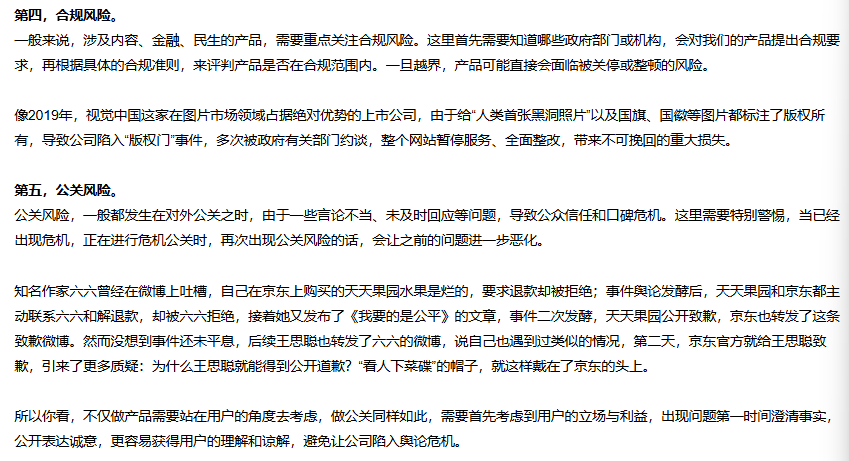 第四，合规风险。
一般来说，涉及内容、金融、民生的产品，需要重点关注合规风险。这里首先需要知道哪些政府部门或机构，会对我们的产品提出合规要
求，再根据具体的合规准则，来评判产品是否在合规范围内。一旦越界，产品可能直接会面临被关停或整顿的风险。
像2019年，视觉中国这家在图片市场领域占据绝对优势的上市公司，由于给“人类首张黑洞照片”以及国旗、国徽等图片都标注了版权所
有，导致公司陷入“版权门”事件，多次被政府有关部门约谈，整个网站暂停服务、全面整改，带来不可挽回的重大损失。
第五，公关风险。
公关风险，一般都发生在对外公关之时，由于一些言论不当、未及时回应等问题，导致公众信任和口碑危机。这里需要特别警惕，当已经
出现危机，正在进行危机公关时，再次出现公关风险的话，会让之前的问题进一步恶化。
知名作家六六曾经在微博上吐槽，自己在京东上购买的天天果园水果是烂的，要求退款却被拒绝；事件舆论发酵后，天天果园和京东都主
动联系六六和解退款，却被六六拒绝，接着她又发布了《我要的是公平》的文章，事件二次发酵，天天果园公开致歉，京东也转发了这条
致歉微博。然而没想到事件还未平息，后续王思聪也转发了六六的微博，说自己也遇到过类似的情况，第二天，京东官方就给王思聪致
歉，引来了更多质疑：为什么王思聪就能得到公开道歉？“看人下菜碟”的帽子，就这样戴在了京东的头上。
所以你看，不仅做产品需要站在用户的角度去考虑，做公关同样如此，需要首先考虑到用户的立场与利益，出现问题第一时间澄清事实，
公开表达诚意，更容易获得用户的理解和谅解，避免让公司陷入舆论危机。